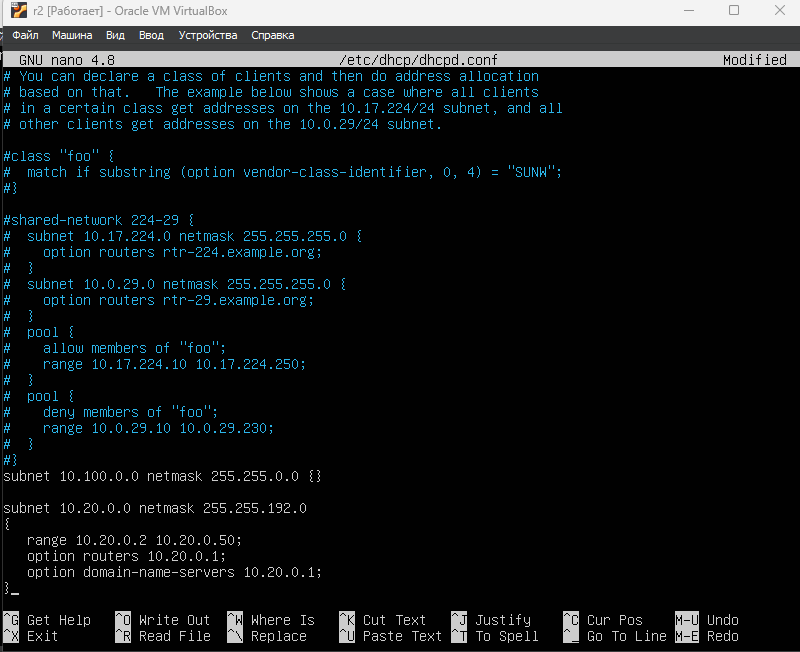 r2 [Работает] - Oracle VM VirtualBox
Файл Машина Вид Ввод Устройства Справка
GNU nano 4.8 /etc/dhcp/dhcpd.conf Modified
# You can declare a class of clients and then do address allocation
# based on that.   The example below shows a case where all clients
# in a certain class get addresses on the 10.17.224/24 subnet, and all
# other clients get addresses on the 10.0.29/24 subnet.
#class "foo" {
#  match if substring (option vendor-class-identifier, 0, 4) = "SUNW";
#}
#shared-network 224-29 {
#  subnet 10.17.224.0 netmask 255.255.255.0 {
#    option routers rtr-224.example.org;
#  }
#  subnet 10.0.29.0 netmask 255.255.255.0 {
#    option routers rtr-29.example.org;
#  }
#  pool {
#    allow members of "foo";
#    range 10.17.224.10 10.17.224.250;
#  }
#  pool {
#    deny members of "foo";
#    range 10.0.29.10 10.0.29.230;
#  }
#}
subnet 10.100.0.0 netmask 255.255.0.0 {}
subnet 10.20.0.0 netmask 255.255.192.0
{
   range 10.20.0.2 10.20.0.50;
   option routers 10.20.0.1;
   option domain-name-servers 10.20.0.1;
}_
^G Get Help ^O Write Out ^W Where Is ^K Cut Text ^J Justify ^C Cur Pos M-U Undo
^X Exit ^R Read File ^\ Replace ^U Paste Text ^T To Spell ^_ Go To Line M-E Redo